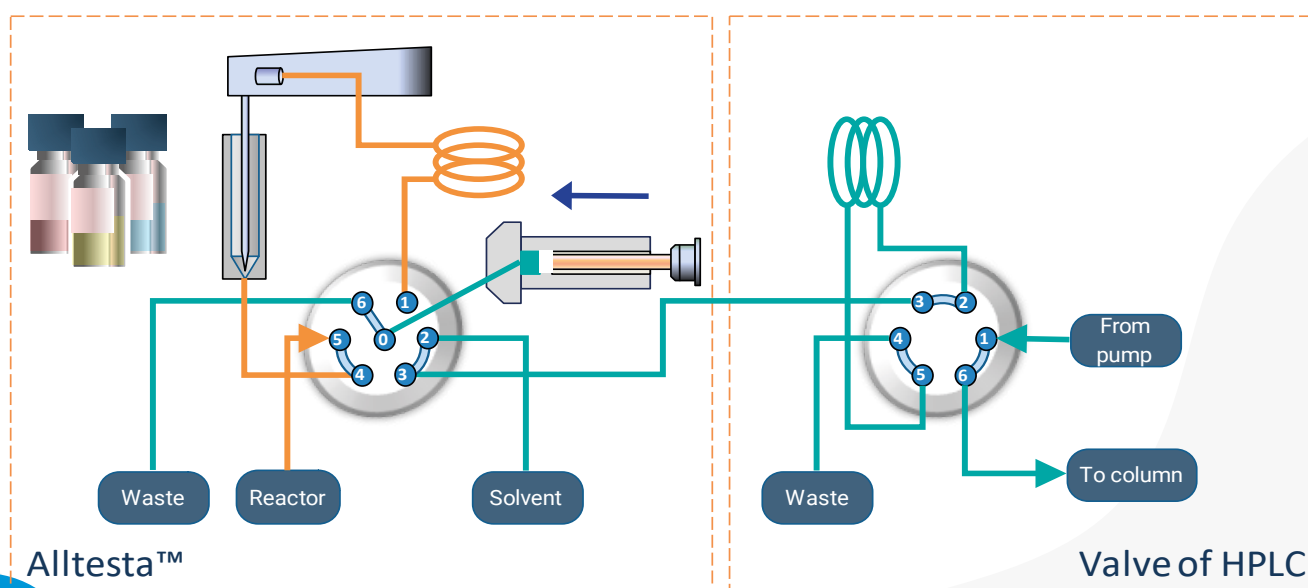 6
1
5
0
2
4
3
3
2
4
1
5
6
From
pump
Waste
Reactor
Solvent
Waste
To column
Alltesta™
Valve of HPLC